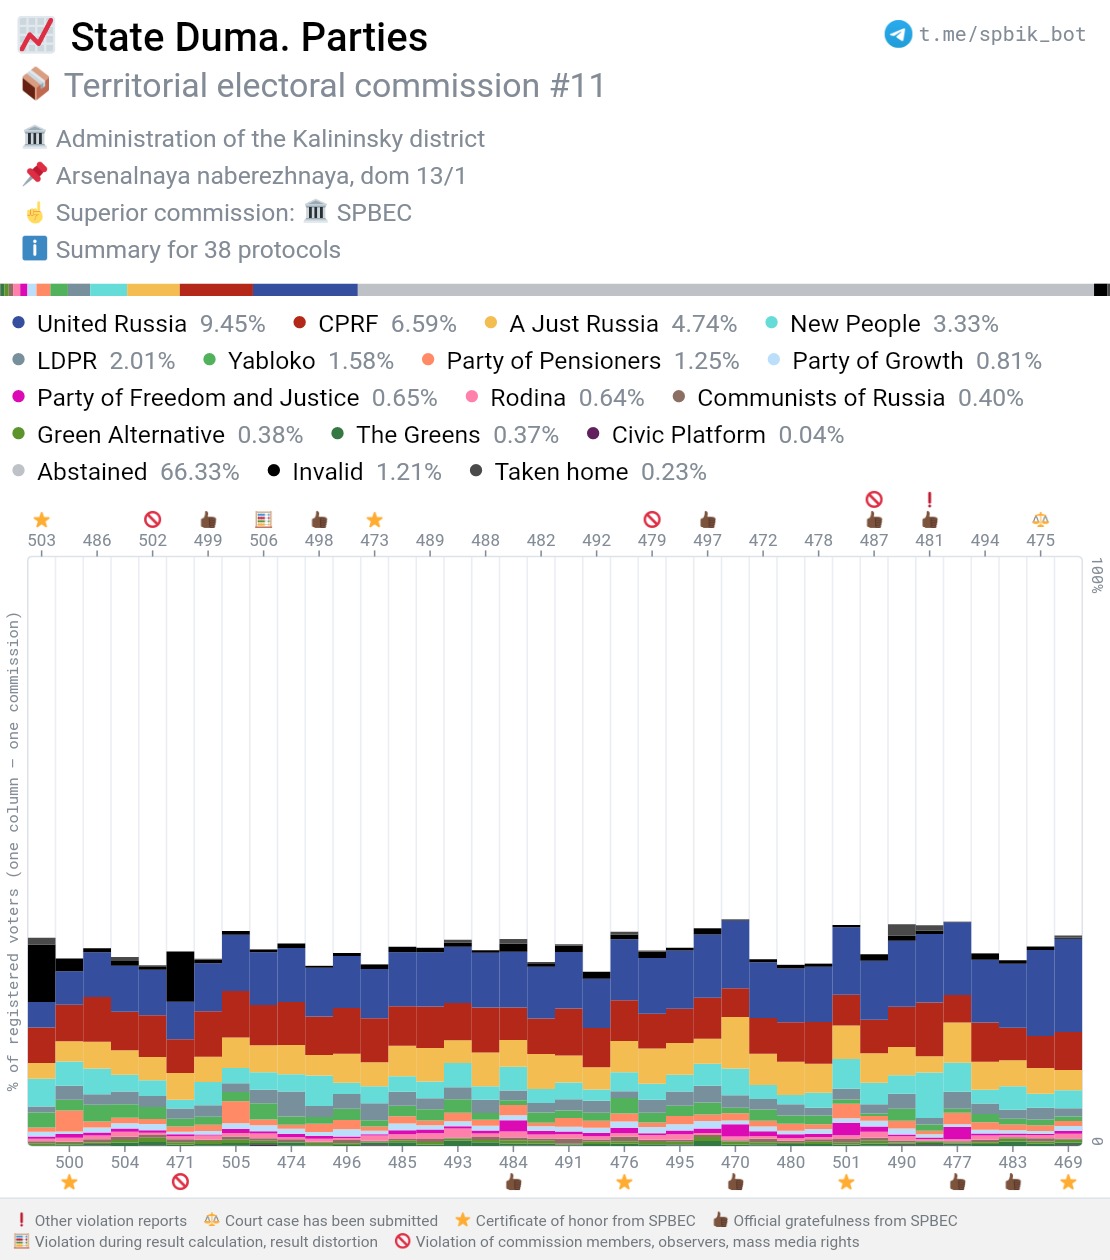 State Duma. Parties
t.me/spbik_bot
Territorial electoral commission #11
Administration of the Kalininsky district
Arsenalnaya naberezhnaya, dom 13/1
Superior commission: SPBEC
Summary for 38 protocols
United Russia 9.45% CPRF 6.59% A Just Russia 4.74% New People 3.33%
LDPR 2.01% Yabloko 1.58% Party of Pensioners 1.25% Party of Growth 0.81%
Party of Freedom and Justice 0.65% Rodina 0.64% Communists of Russia 0.40%
Green Alternative 0.38% The Greens 0.37% Civic Platform 0.04%
Abstained 66.33% Invalid 1.21% Taken home 0.23%
503 486 502 499 506 498 473 489 488 482 492 479 497 472 478 487 481 494 475
100%
% of registered voters (one column – one commission)
0
500 504 471 505 474 496 485 493 484 491 476 495 470 480 501 490 477 483 469
Other violation reports Court case has been submitted Certificate of honor from SPBEC Official gratefulness from SPBEC
Violation during result calculation, result distortion Violation of commission members, observers, mass media rights